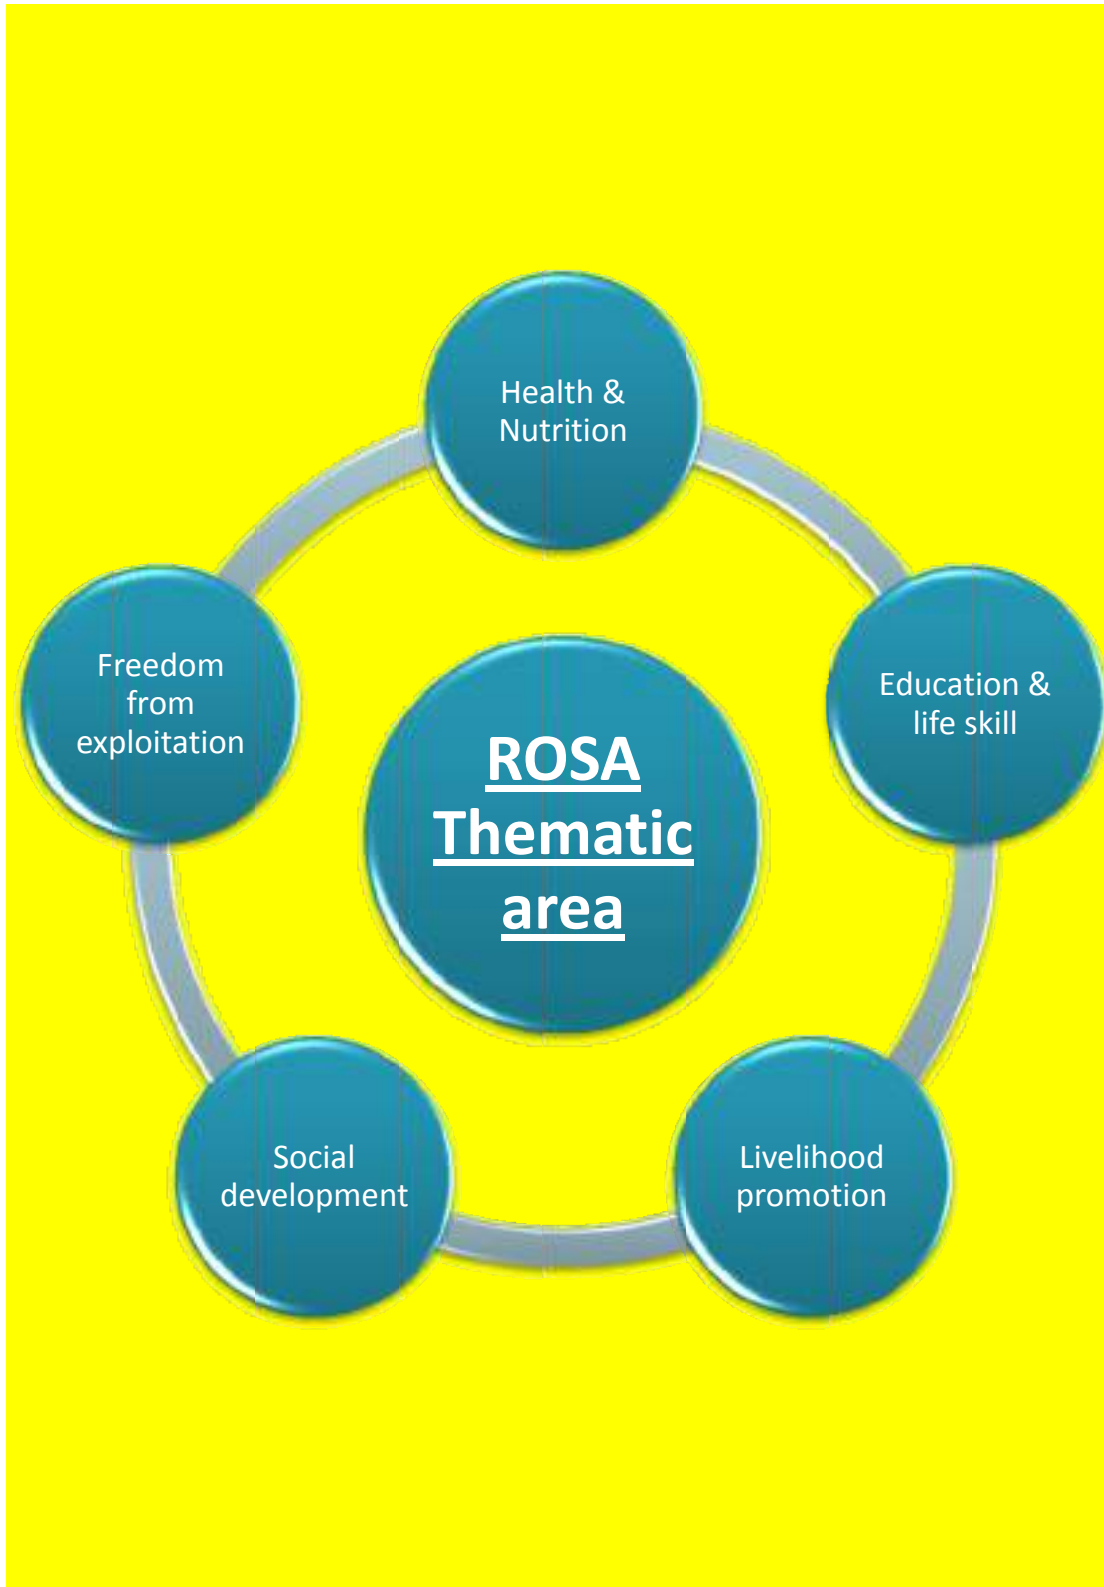 Health &
Nutrition
Education &
life skill
Livelihood
promotion
Social
development
Freedom
from
exploitation
ROSA
Thematic
area